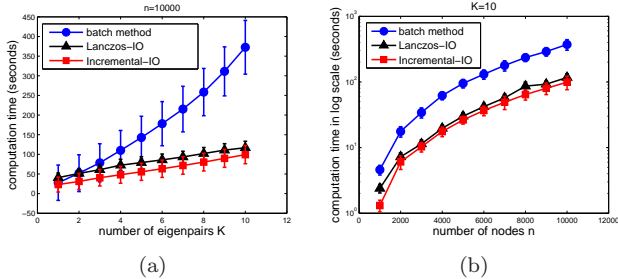 n=10000
computation time (seconds)
450
400
350
300
250
200
150
100
50
0
−50
batch method
Lanczos−IO
Incremental−IO
0 2 4 6 8 10 12
number of eigenpairs K
(a)
K=10
computation time in log scale (seconds)
10³
10²
10¹
10⁰
batch method
Lanczos−IO
Incremental−IO
0 2000 4000 6000 8000 10000 12000
number of nodes n
(b)